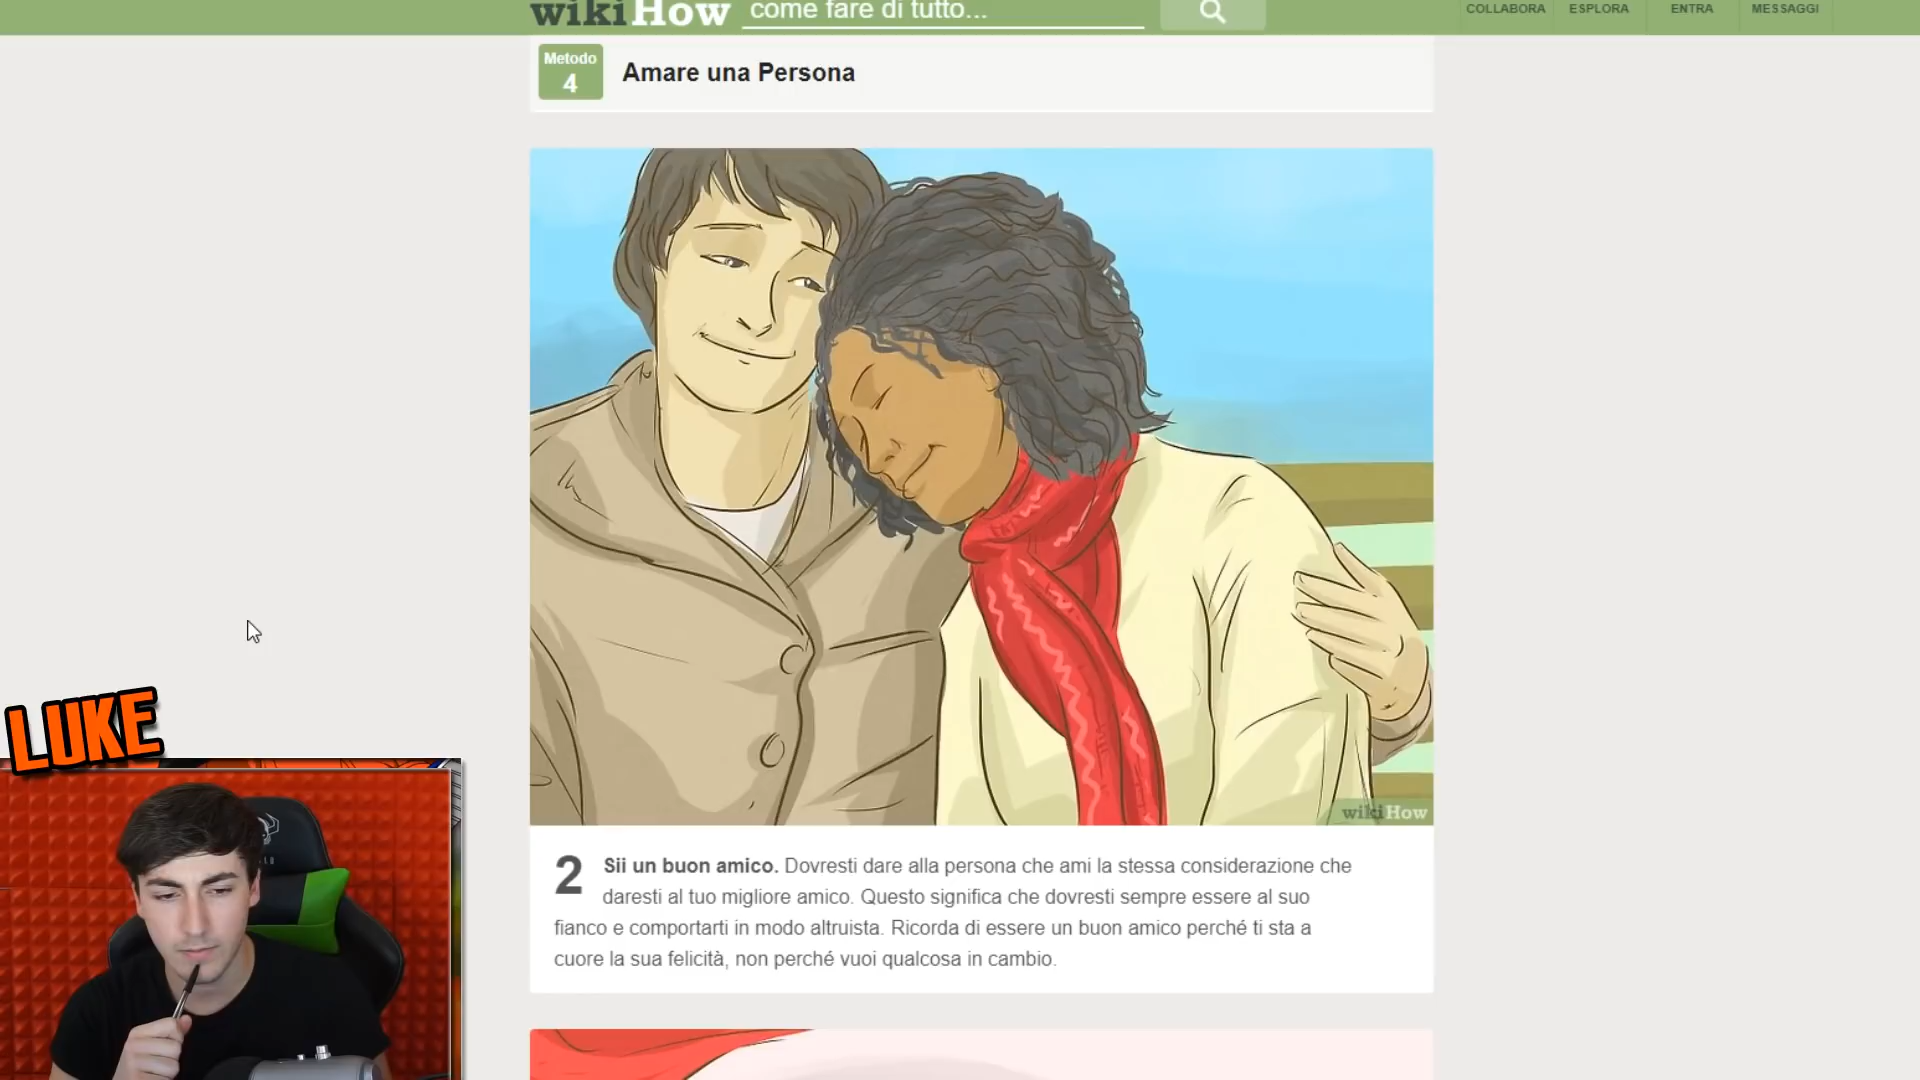 wikiHow come fare di tutto...
COLLABORA ESPLORA ENTRA MESSAGGI
Metodo
4
Amare una Persona
wikiHow
2 Sii un buon amico. Dovresti dare alla persona che ami la stessa considerazione che
daresti al tuo migliore amico. Questo significa che dovresti sempre essere al suo
fianco e comportarti in modo altruista. Ricorda di essere un buon amico perché ti sta a
cuore la sua felicità, non perché vuoi qualcosa in cambio.
LUKE